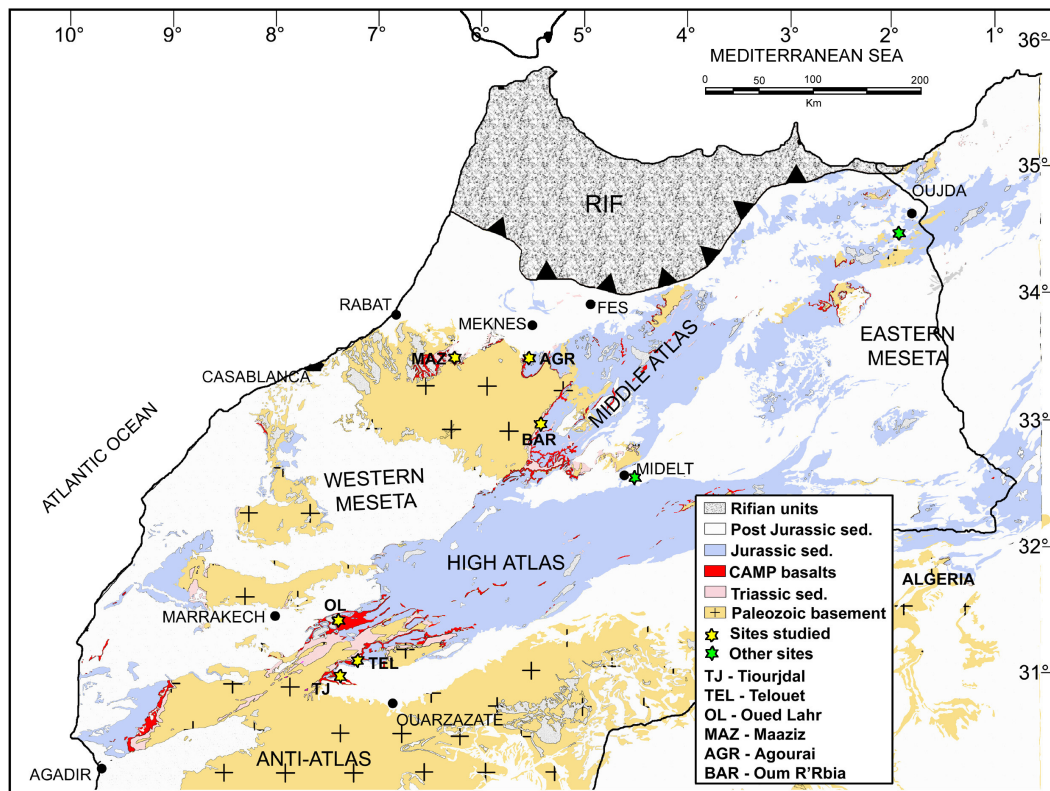 10° 9° 8° 7° 6° 5° 4° 3° 2° 1°
36°
MEDITERRANEAN SEA
0 50 100 200
Km
35°
OUJDA
RIF
34°
RABAT
FES
MEKNES
EASTERN
MESETA
MAZ
AGR
CASABLANCA
MIDDLE ATLAS
33°
BAR
ATLANTIC OCEAN
MIDELT
WESTERN
MESETA
32°
HIGH ATLAS
OL
MARRAKECH
TEL
TJ
31°
OUARZAZATE
ANTI-ATLAS
AGADIR
ALGERIA
Rifian units
Post Jurassic sed.
Jurassic sed.
CAMP basalts
Triassic sed.
Paleozoic basement
Sites studied
Other sites
TJ - Tiourjdal
TEL - Telouet
OL - Oued Lahr
MAZ - Maaziz
AGR - Agourai
BAR - Oum R'Rbia